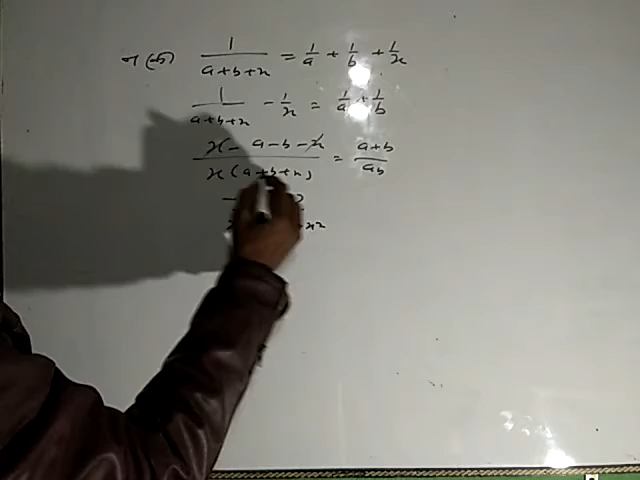 1/(a+b+x) = 1/a + 1/b + 1/x
1/(a+b+x) - 1/x = 1/a + 1/b
(x - a - b - x)/(x(a+b+x)) = (a+b)/(ab)